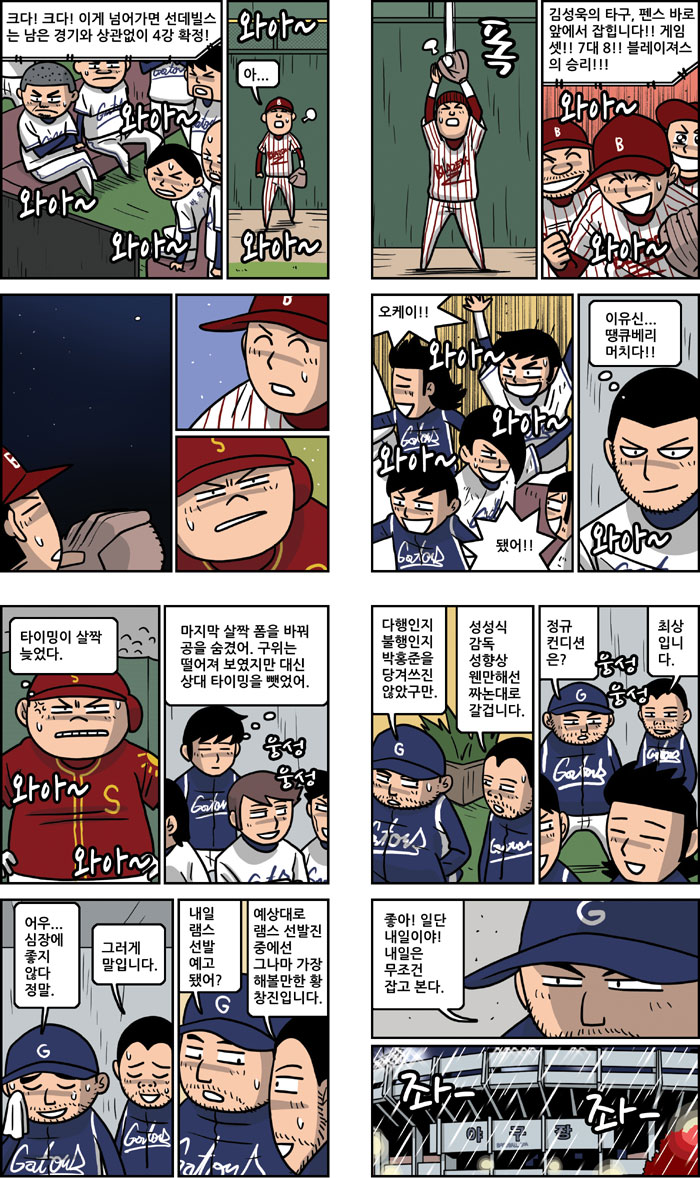 크다! 크다! 이게 넘어가면 선데빌스
는 남은 경기와 상관없이 4강 확정!
Gators
와아~
와아~
와아~
와아~
아...
와아~
?
폭
김성욱의 타구, 펜스 바로
앞에서 잡힙니다!! 게임
셋!! 7대 8!! 블레이져스
의 승리!!!
와아~
B
B
와아~
B
S
오케이!!
와아~
와아~
와아~
Gators
Gators
됐어!!
이유신...
땡큐베리
머치다!!
와아~
타이밍이 살짝
늦었다.
S
와아~
와아~
마지막 살짝 폼을 바꿔
공을 숨겼어. 구위는
떨어져 보였지만 대신
상대 타이밍을 뺏었어.
웅성
웅성
Gators
Gators
다행인지
불행인지
박홍준을
당겨쓰진
않았구만.
성성식
감독
성향상
웬만해선
짜논대로
갈겁니다.
G
Gators
정규
컨디션
은?
최상
입니
다.
웅성
웅성
G
Gators
어우...
심장에
좋지
않다
정말.
그러게
말입니다.
G
Gators
Gators
내일
램스
선발
예고
됐어?
예상대로
램스 선발진
중에선
그나마 가장
해볼만한 황
창진입니다.
G
Gators
좋아! 일단
내일이야!
내일은
무조건
잡고 본다.
G
좌-
좌-
야구장